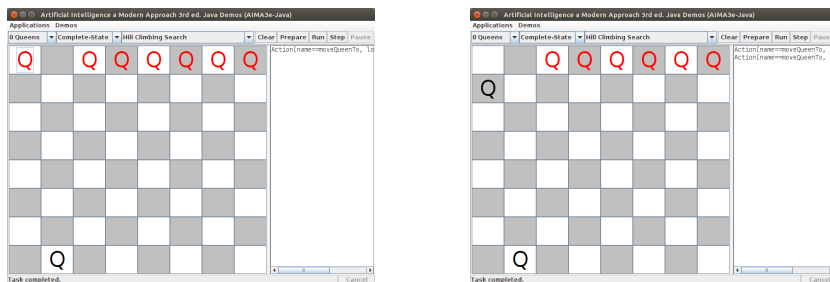 Artificial Intelligence a Modern Approach 3rd ed. Java Demos (AIMA3e-Java)
Applications Demos
8 Queens Complete-State Hill Climbing Search Clear Prepare Run Step Pause
Q Q Q Q Q Q Q
Action[name==moveQueenTo, lo
Q
Task completed. Cancel
Artificial Intelligence a Modern Approach 3rd ed. Java Demos (AIMA3e-Java)
Applications Demos
8 Queens Complete-State Hill Climbing Search Clear Prepare Run Step Pause
Q Q Q Q Q Q
Action[name==moveQueenTo,
Action[name==moveQueenTo,
Q
Q
Task completed. Cancel